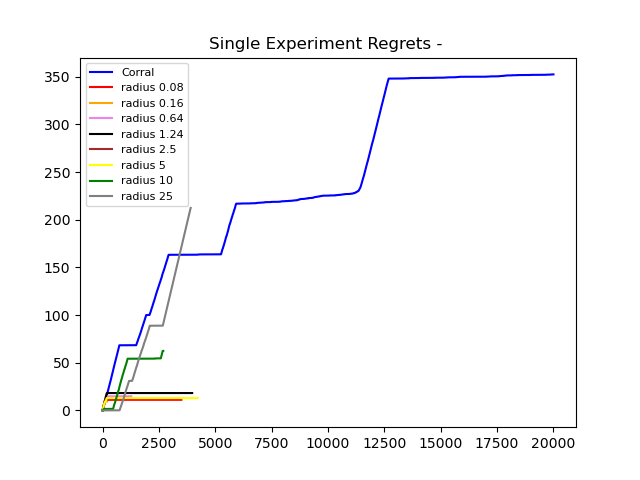 Single Experiment Regrets -
350
300
250
200
150
100
50
0
Corral
radius 0.08
radius 0.16
radius 0.64
radius 1.24
radius 2.5
radius 5
radius 10
radius 25
0 2500 5000 7500 10000 12500 15000 17500 20000